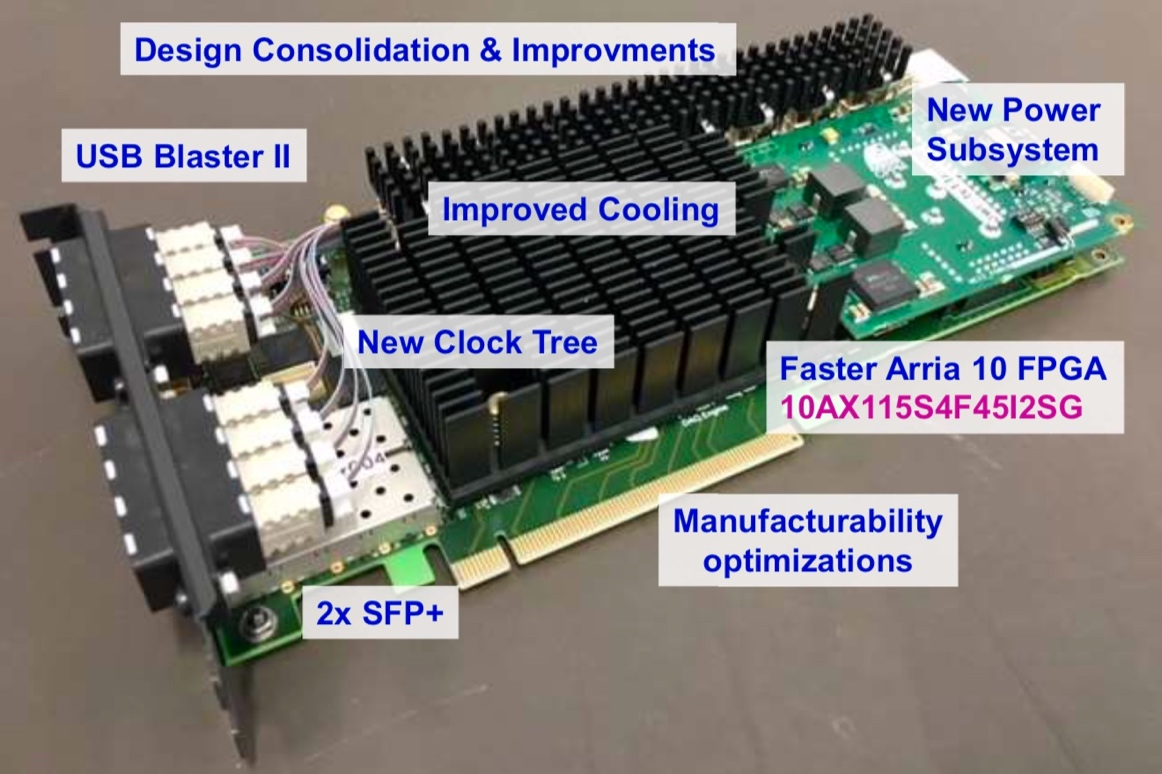 Design Consolidation & Improvments
New Power
Subsystem
USB Blaster II
Improved Cooling
New Clock Tree
Faster Arria 10 FPGA
10AX115S4F45I2SG
Manufacturability
optimizations
2x SFP+